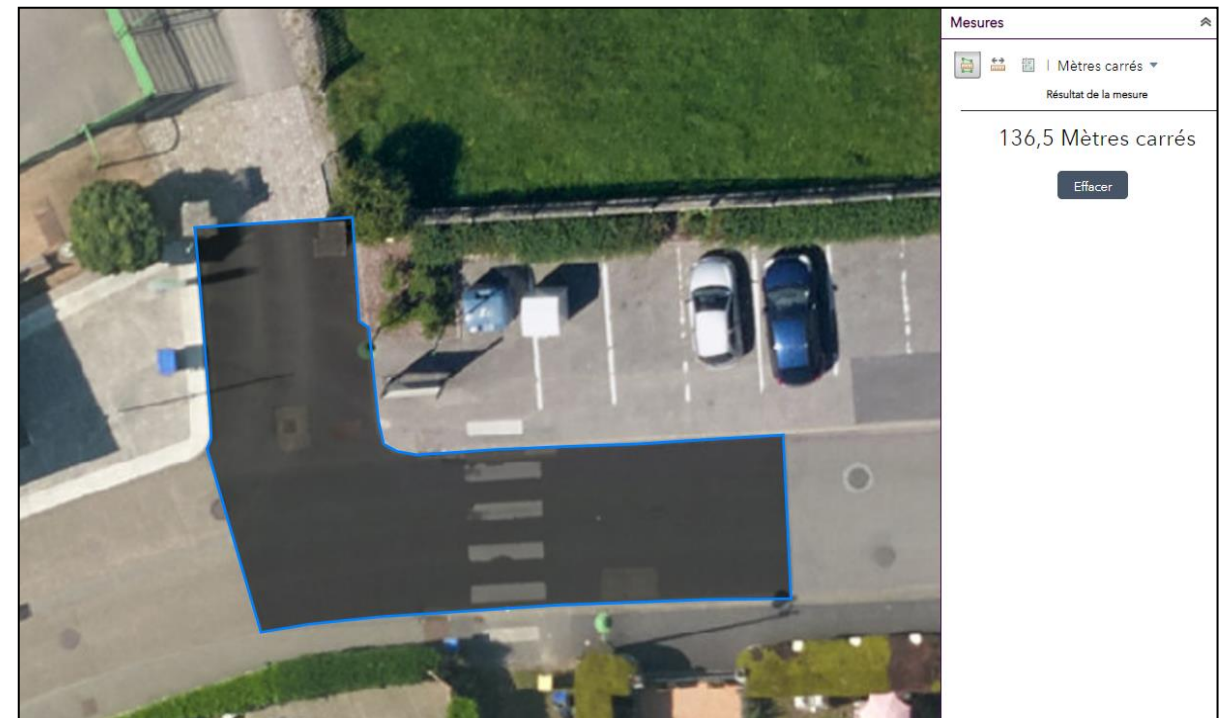 Mesures
| Mètres carrés
Résultat de la mesure
136,5 Mètres carrés
Effacer